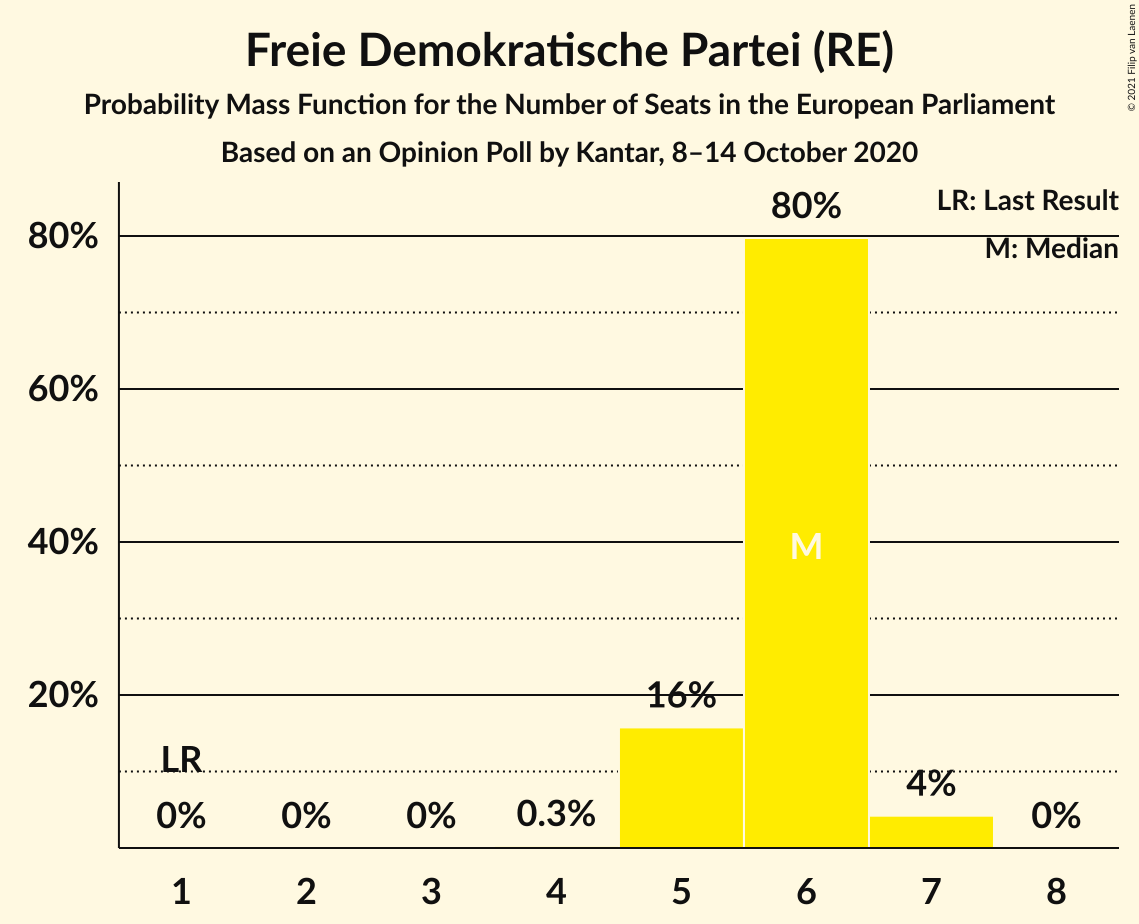 Freie Demokratische Partei (RE)
Probability Mass Function for the Number of Seats in the European Parliament
Based on an Opinion Poll by Kantar, 8–14 October 2020
© 2021 Filip van Laenen
LR: Last Result
M: Median
80%
80%
60%
40%
M
20%
16%
LR
4%
0%
0%
0%
0.3%
0%
1
2
3
4
5
6
7
8